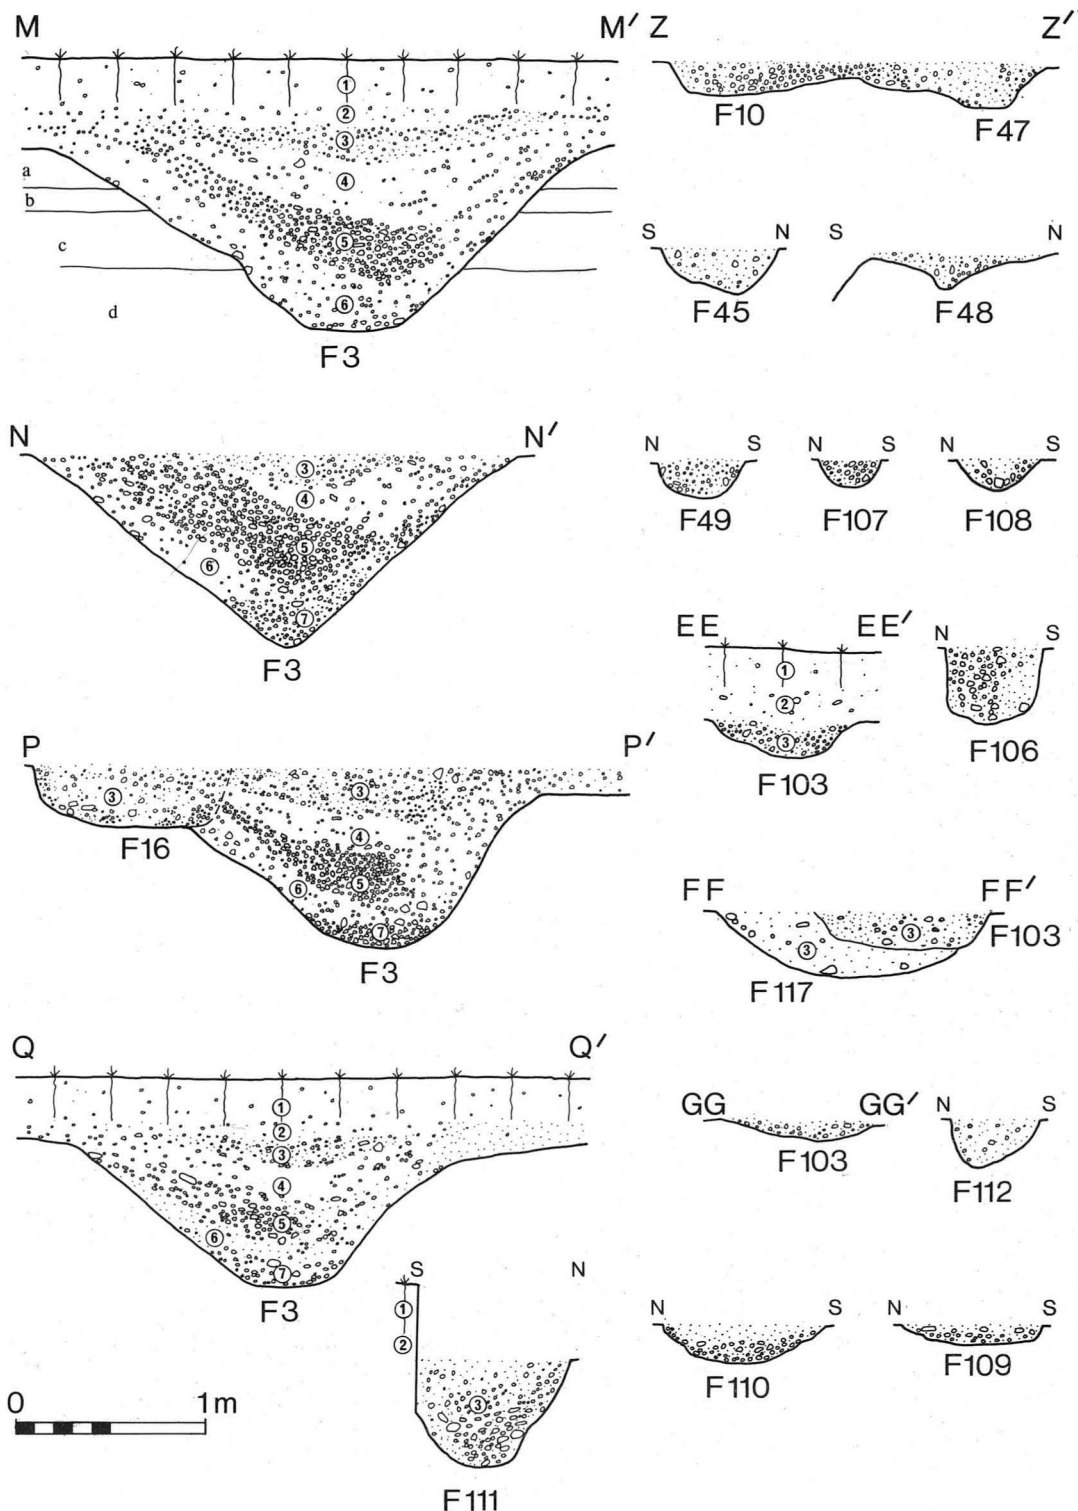 M M′ Z Z′
① ② ③ ④ ⑤ ⑥
a
b
c
d
F3
F10 F47
S N S N
F45 F48
N N′
③ ④ ⑤ ⑥ ⑦
F3
N S N S N S
F49 F107 F108
EE EE′
① ② ③
F103
N S
F106
P P′
③ ③ ④ ⑤ ⑥ ⑦
F16
F3
FF FF′
③ ③
F103
F117
Q Q′
① ② ③ ④ ⑤ ⑥ ⑦
F3
GG GG′
F103
N S
F112
S N
① ② ③
F111
N S N S
F110 F109
0 1m